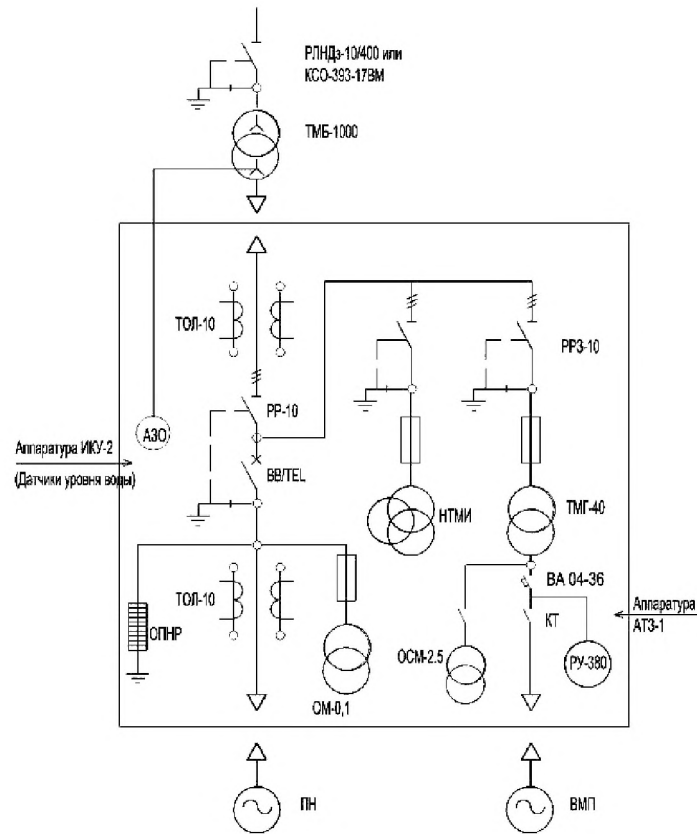 РЛНДз-10/400 или
КСО-393-17ВМ
ТМБ-1000
ТОЛ-10
РРЗ-10
РР-10
АЗО
Аппаратура ИКУ-2
(Датчики уровня воды)
BB/TEL
НТМИ
ТМГ-40
ВА 04-36
ТОЛ-10
Аппаратура
АТЗ-1
КТ
ОПНР
ОСМ-2.5
РУ-380
ОМ-0,1
ПН
ВМП